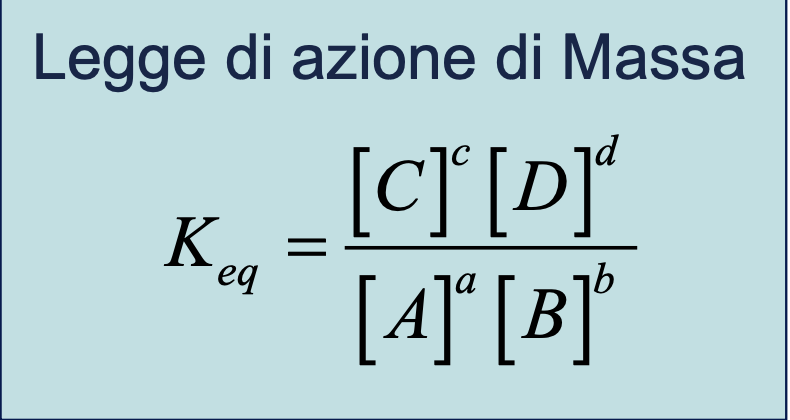 Legge di azione di Massa
K_eq = [C]^c [D]^d / [A]^a [B]^b